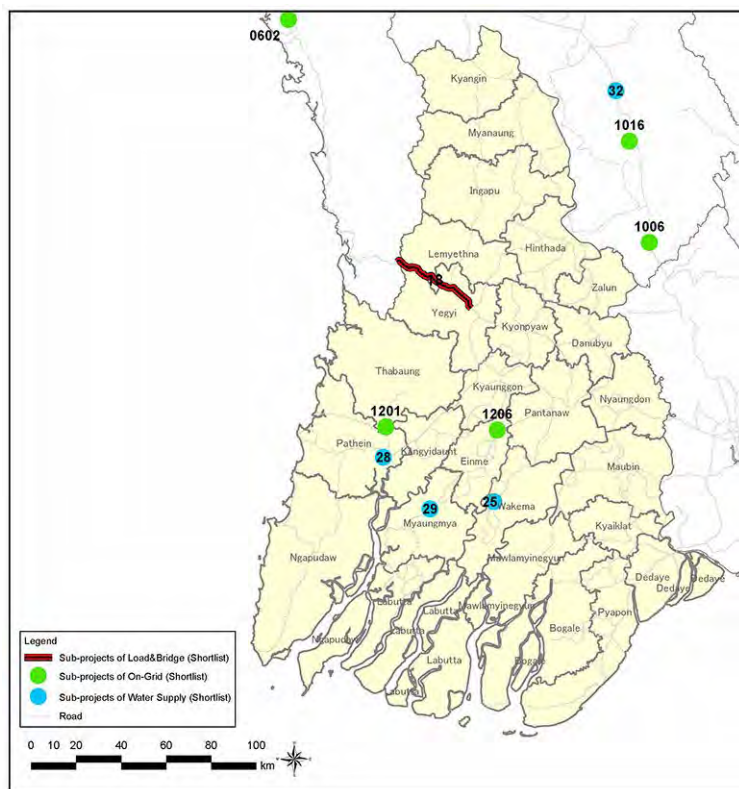 0602
Kyangin
32
1016
Myanaung
Ingapu
1006
Lemyethna
Hinthada
18
Zalun
Yegyi
Kyonpyaw
Danubyu
Thabaung
Kyaunggon
Nyaungdon
1201
1206
Pantanaw
Pathein
Kangyidaunt
28
Einme
Maubin
25
Wakema
29
Myaungmya
Kyaiklat
Ngapudaw
Mawlamyinegyun
Dedaye
Dedaye
Dedaye
Labutta
Labutta
Mawlamyinegyun
Pyapon
Bogale
Labutta
Ngapudaw
Labutta
Bogale
Labutta
Legend
Sub-projects of Load&Bridge (Shortlist)
Sub-projects of On-Grid (Shortlist)
Sub-projects of Water Supply (Shortlist)
Road
0 10 20 40 60 80 100
km